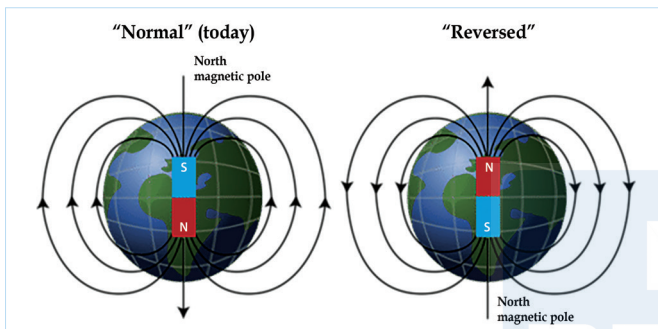 “Normal” (today)
North
magnetic pole
S
N
“Reversed”
N
S
North
magnetic pole